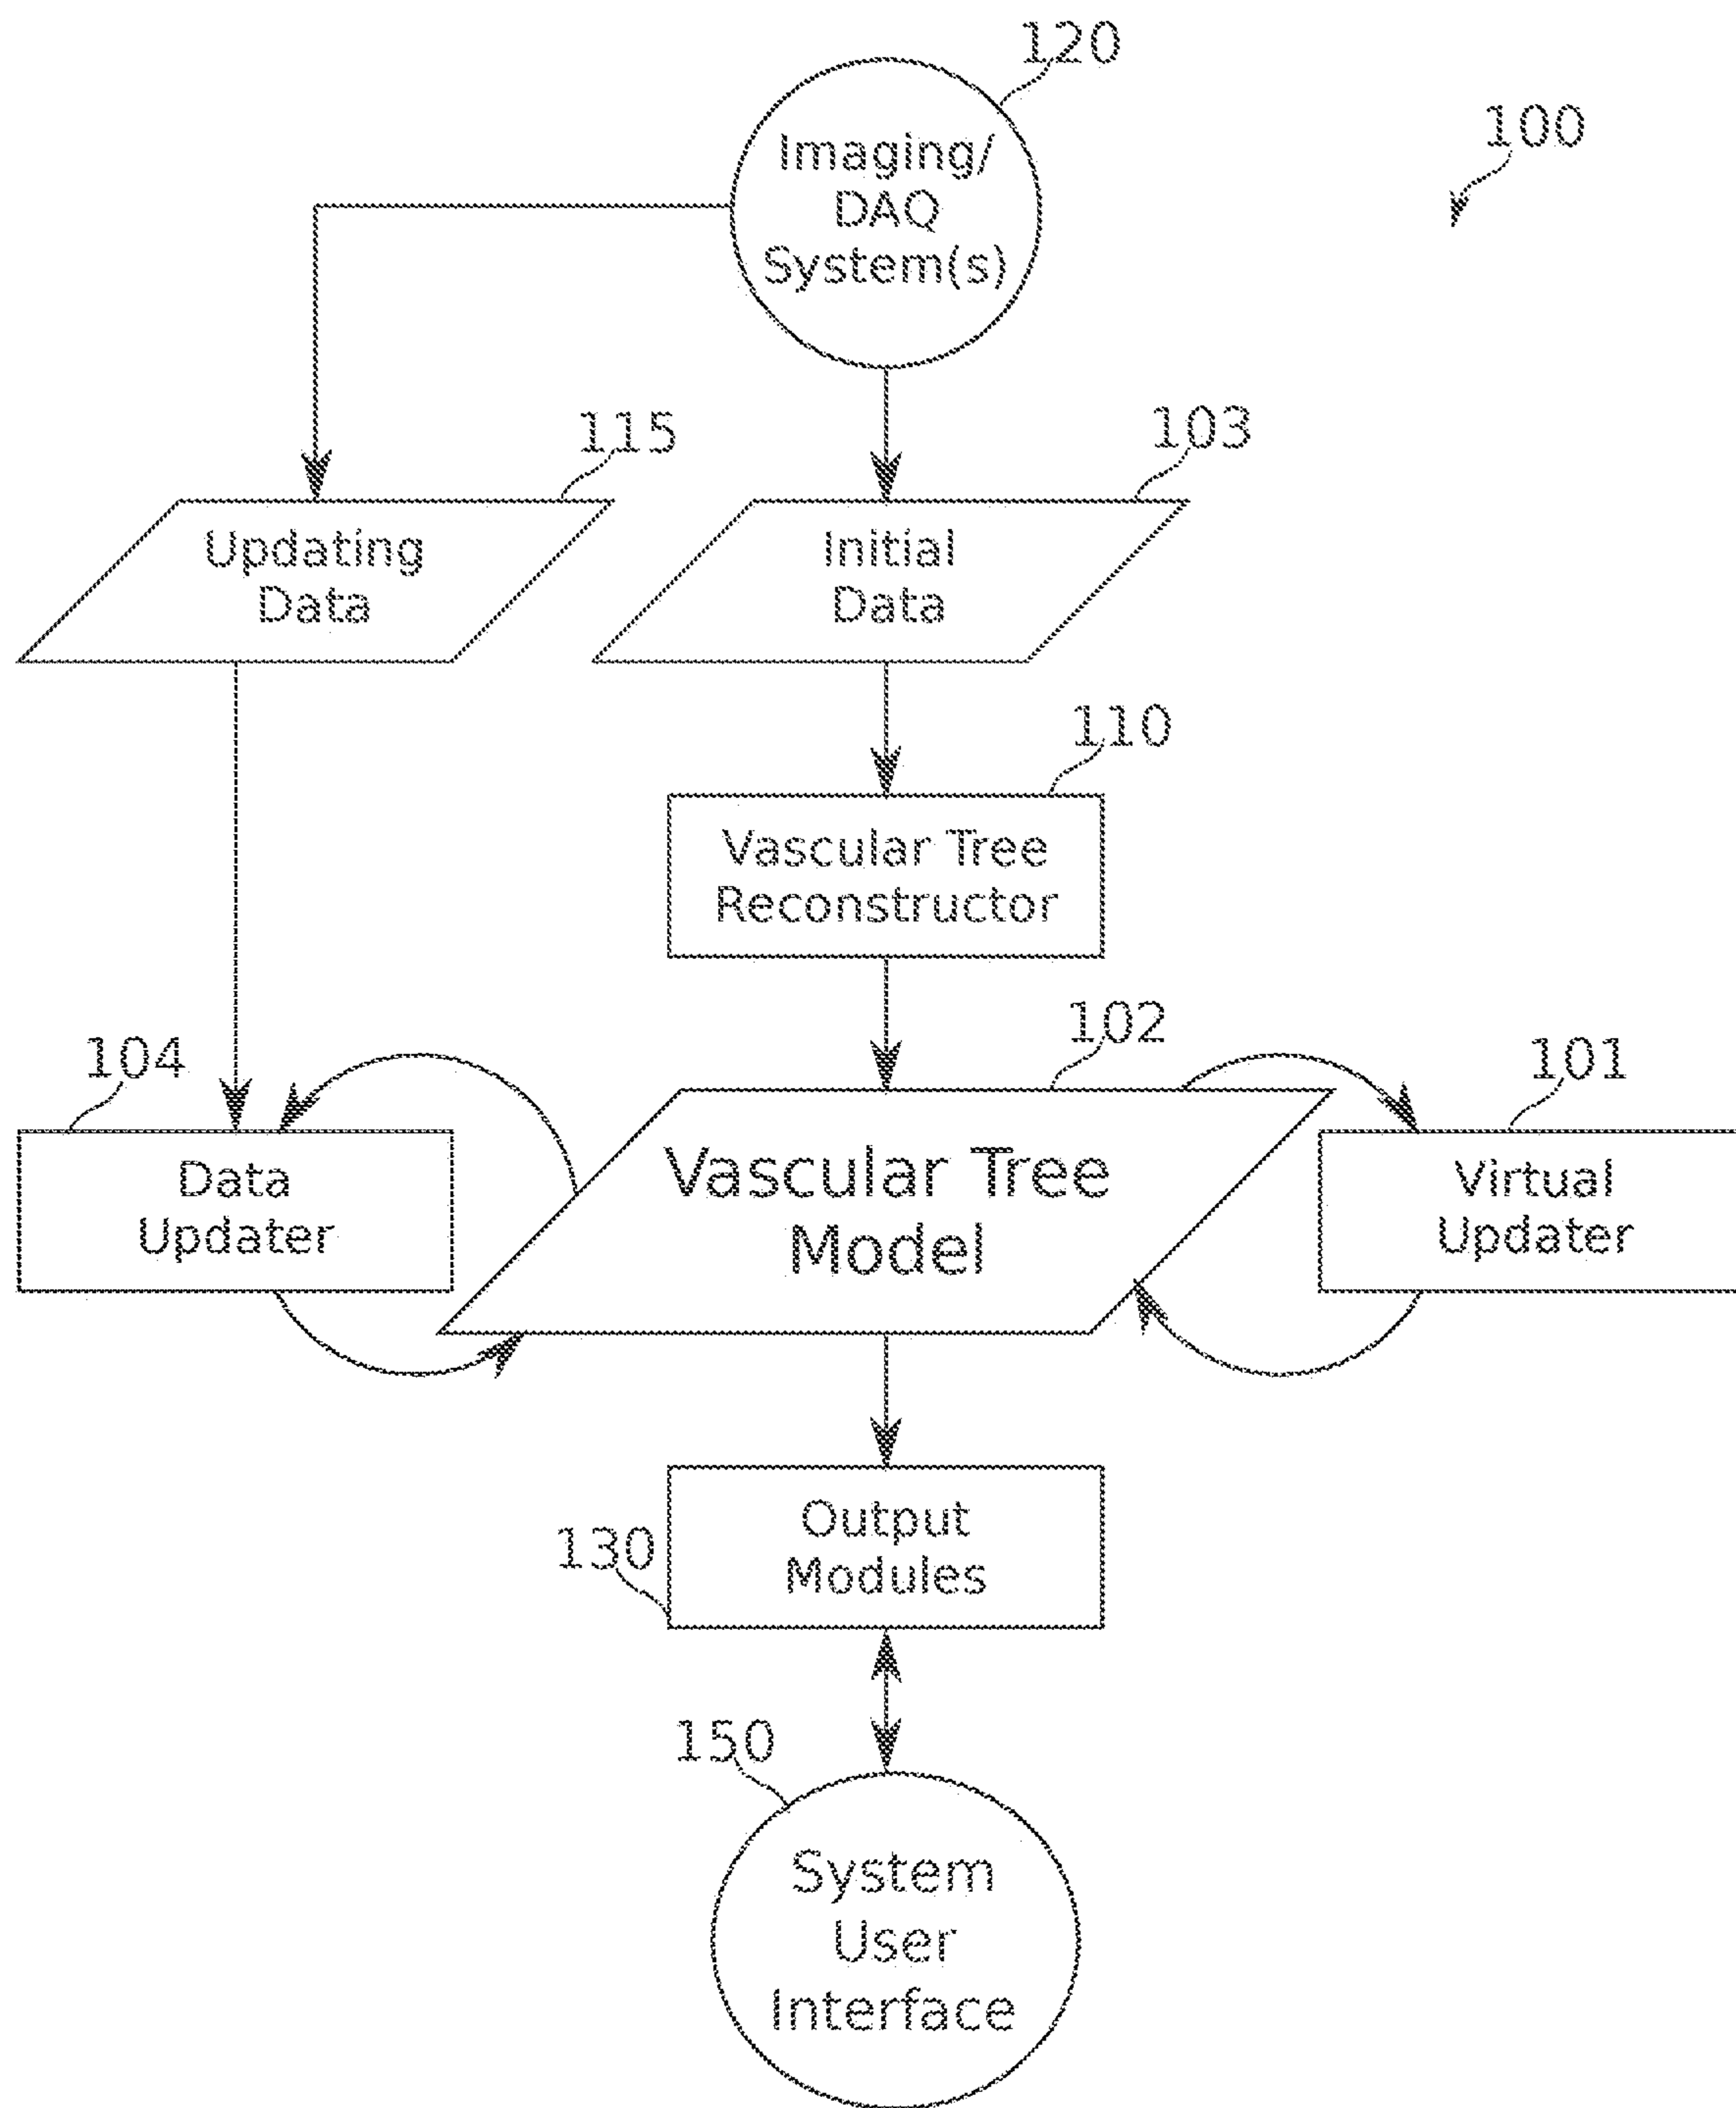 120
100
Imaging/
DAQ
System(s)
115
103
Updating
Data
Initial
Data
110
Vascular Tree
Reconstructor
102
104
101
Data
Updater
Vascular Tree
Model
Virtual
Updater
130
Output
Modules
150
System
User
Interface